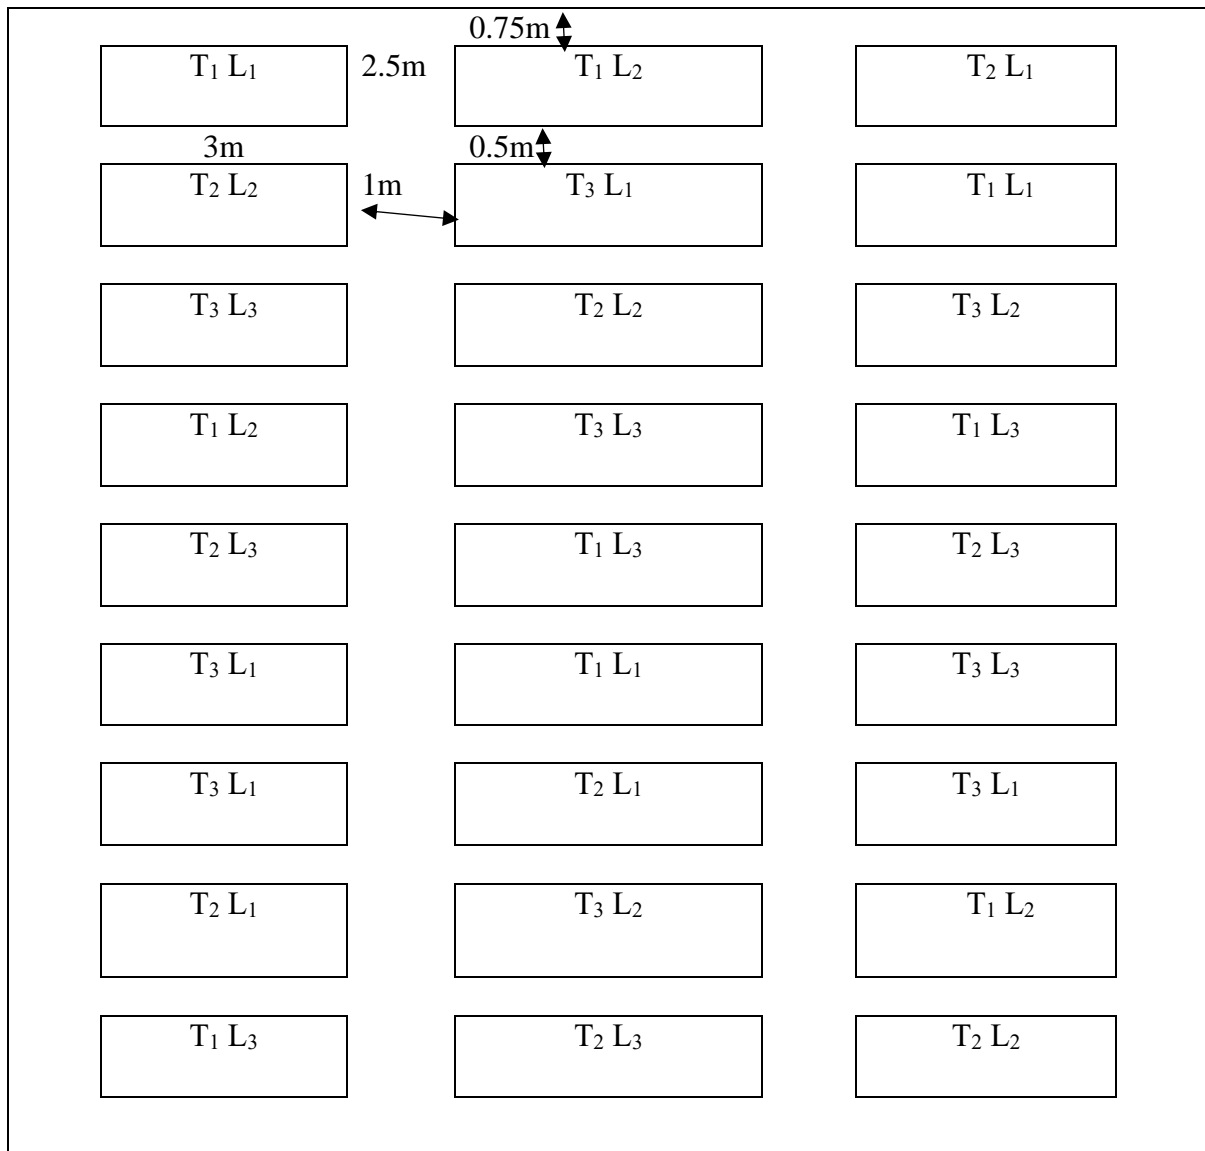 0.75m
T₁ L₁ 2.5m T₁ L₂ T₂ L₁
3m 0.5m
T₂ L₂ 1m T₃ L₁ T₁ L₁
T₃ L₃ T₂ L₂ T₃ L₂
T₁ L₂ T₃ L₃ T₁ L₃
T₂ L₃ T₁ L₃ T₂ L₃
T₃ L₁ T₁ L₁ T₃ L₃
T₃ L₁ T₂ L₁ T₃ L₁
T₂ L₁ T₃ L₂ T₁ L₂
T₁ L₃ T₂ L₃ T₂ L₂